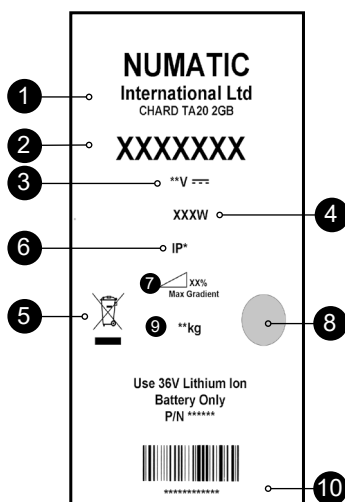 NUMATIC
1
International Ltd
CHARD TA20 2GB
2
XXXXXXX
3
**V
XXXW
4
6
IP*
7
XX%
Max Gradient
5
9
**kg
8
Use 36V Lithium Ion
Battery Only
P/N ******
************
10